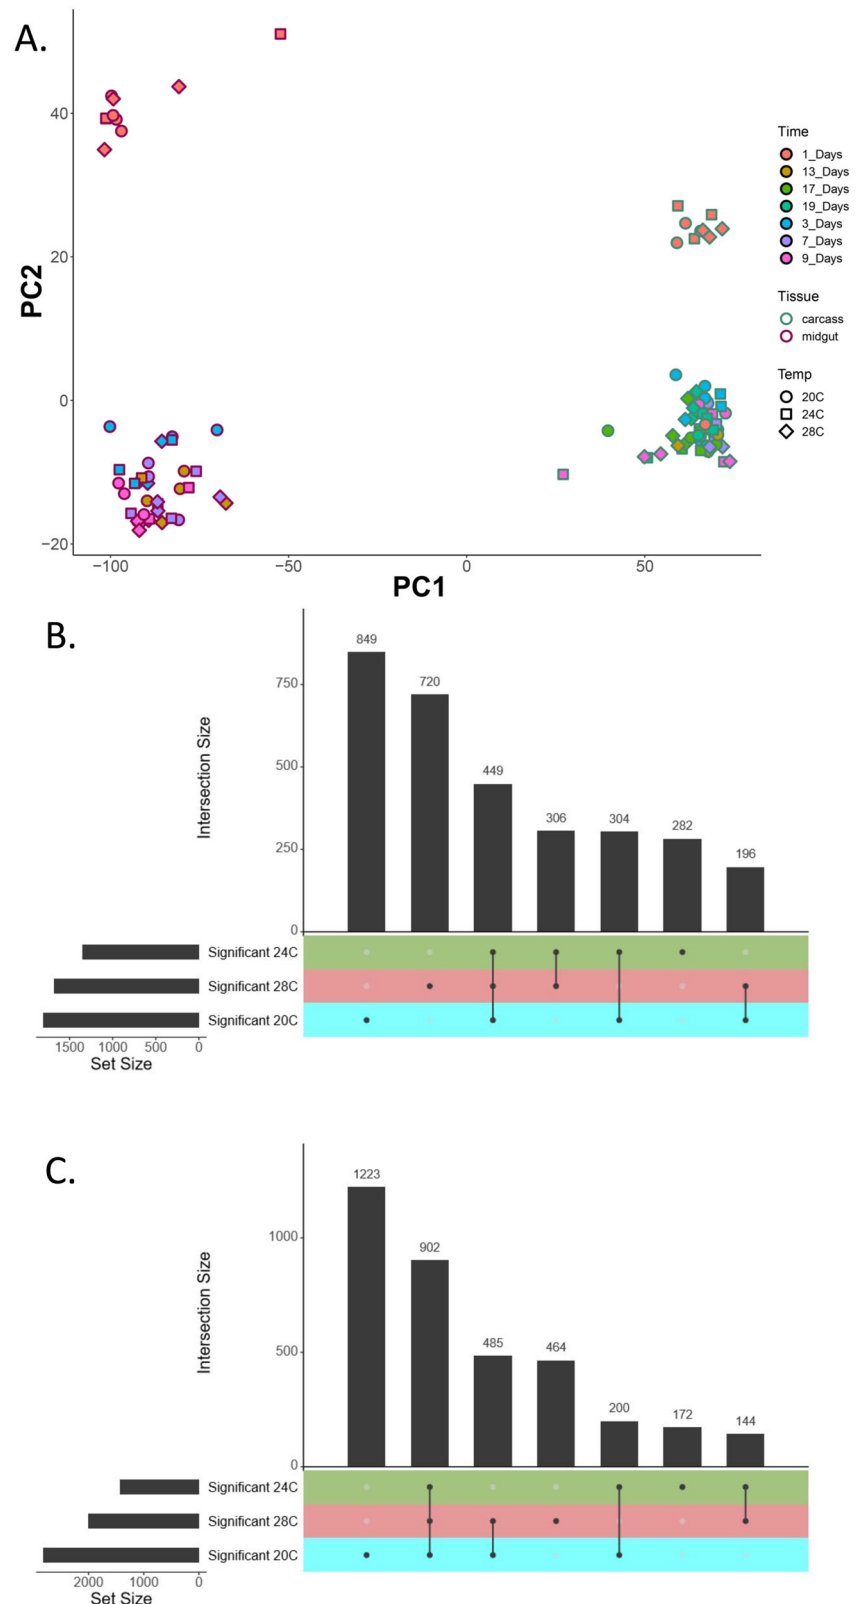 A.
PC2
40
20
0
−20
−100
−50
0
50
PC1
Time
1_Days
13_Days
17_Days
19_Days
3_Days
7_Days
9_Days
Tissue
carcass
midgut
Temp
20C
24C
28C
B.
Intersection Size
750
500
250
0
849
720
449
306
304
282
196
Significant 24C
Significant 28C
Significant 20C
1500 1000 500 0
Set Size
C.
Intersection Size
1000
500
0
1223
902
485
464
200
172
144
Significant 24C
Significant 28C
Significant 20C
2000 1000 0
Set Size